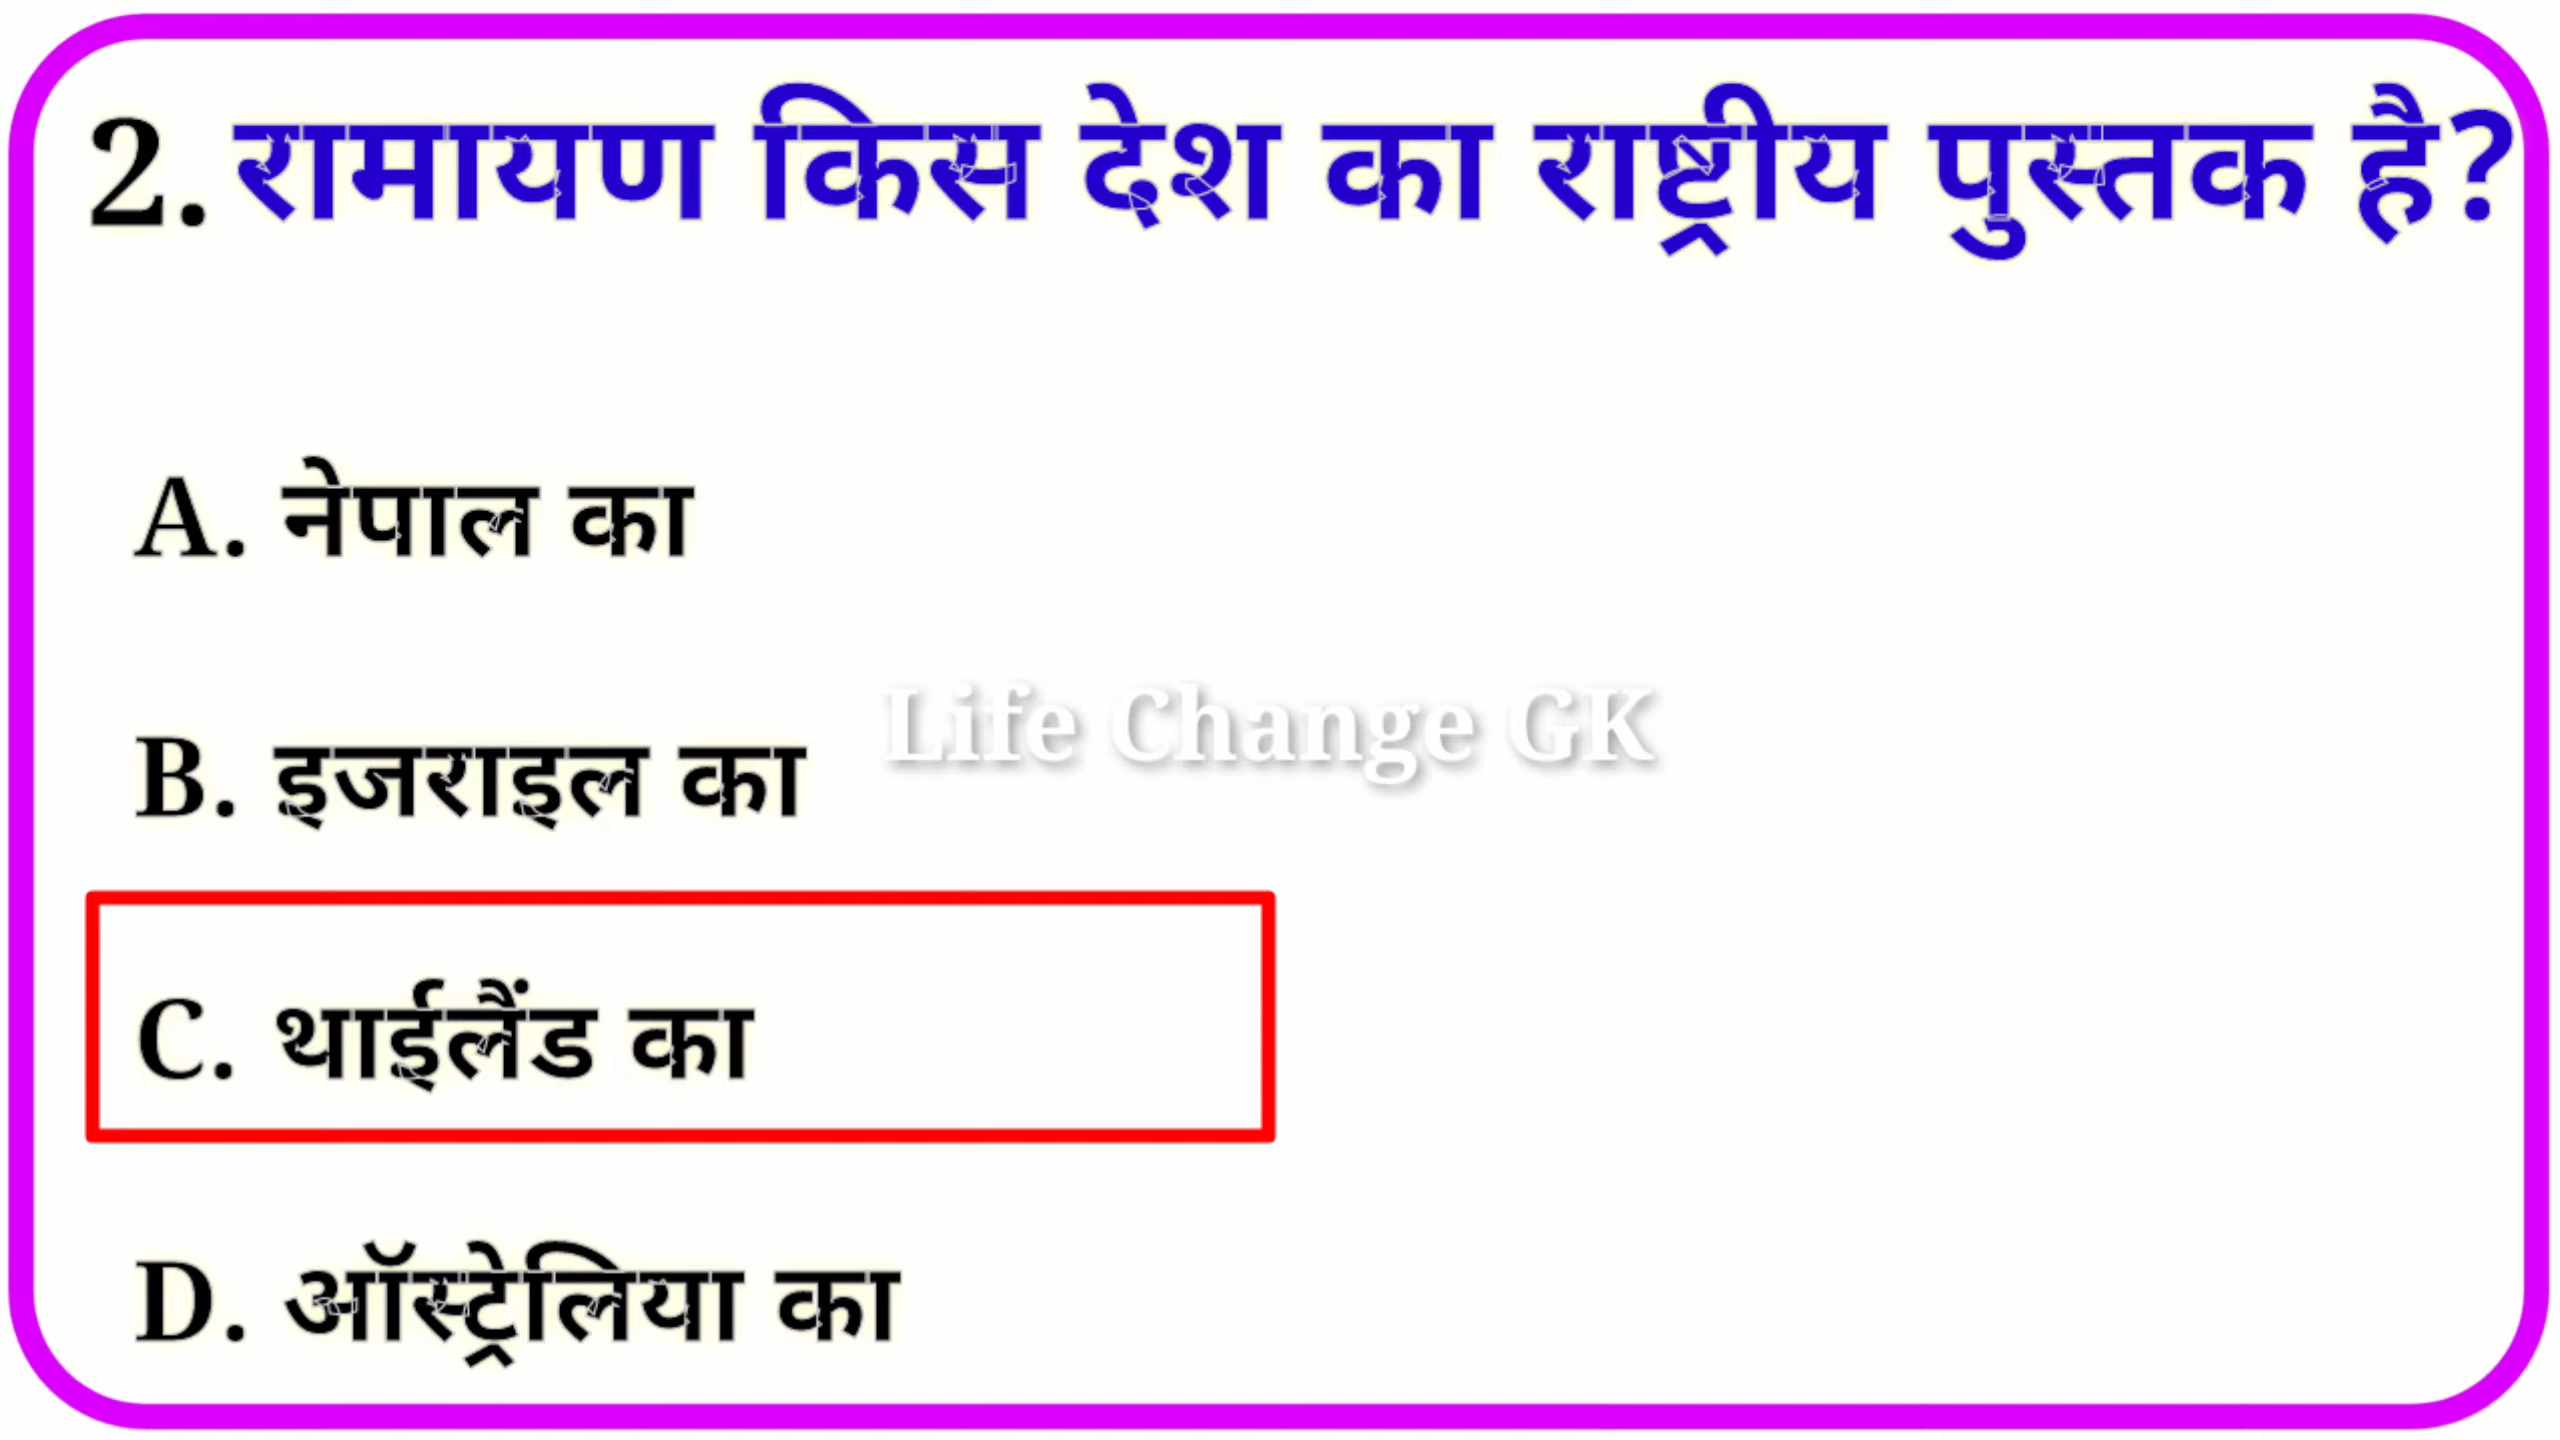 2. रामायण किस देश का राष्ट्रीय पुस्तक है?
A. नेपाल का
B. इजराइल का
Life Change GK
C. थाईलैंड का
D. ऑस्ट्रेलिया का